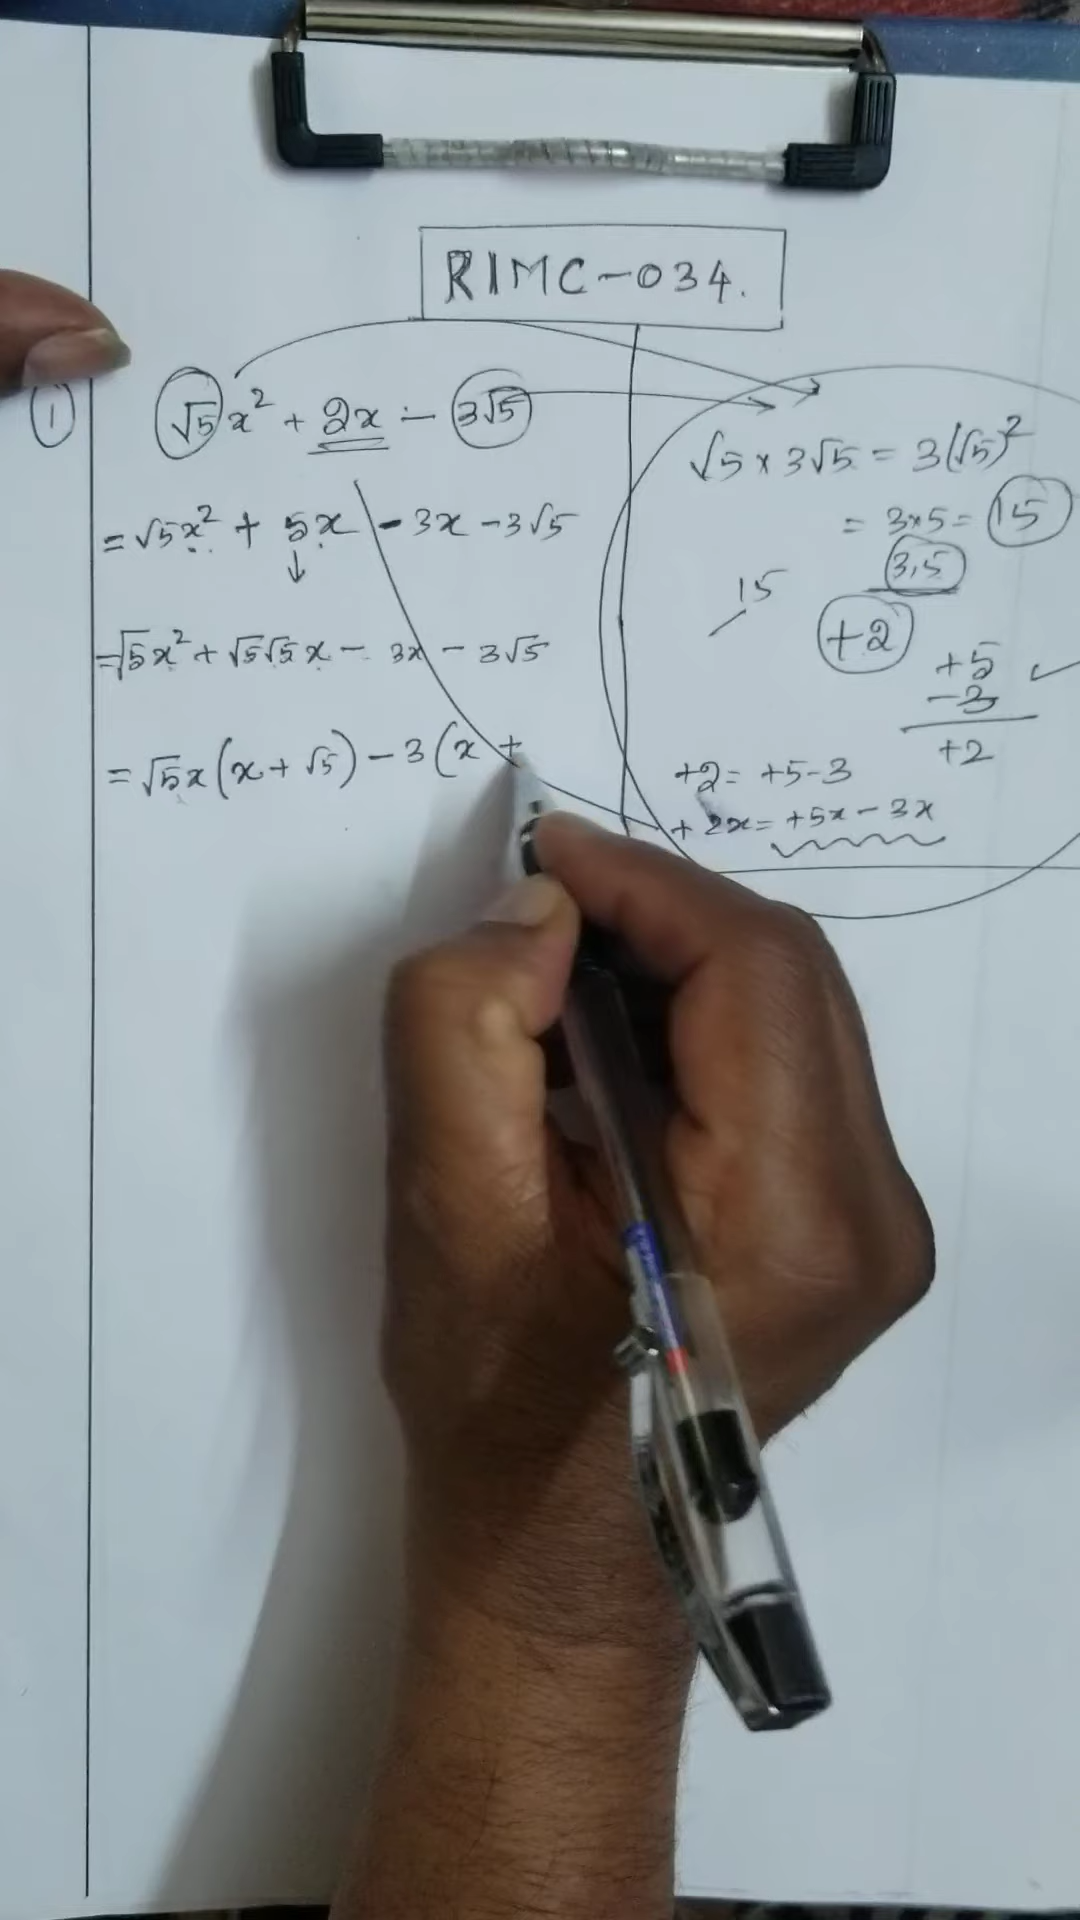 RIMC-034.
① √5x² + 2x - 3√5
= √5x² + 5x - 3x - 3√5
= √5x² + √5√5x - 3x - 3√5
= √5x(x + √5) - 3(x +
√5 × 3√5 = 3(√5)²
= 3×5 = 15
3,5
15
+2
+5
-3
+2
+2 = +5-3
+2x = +5x - 3x